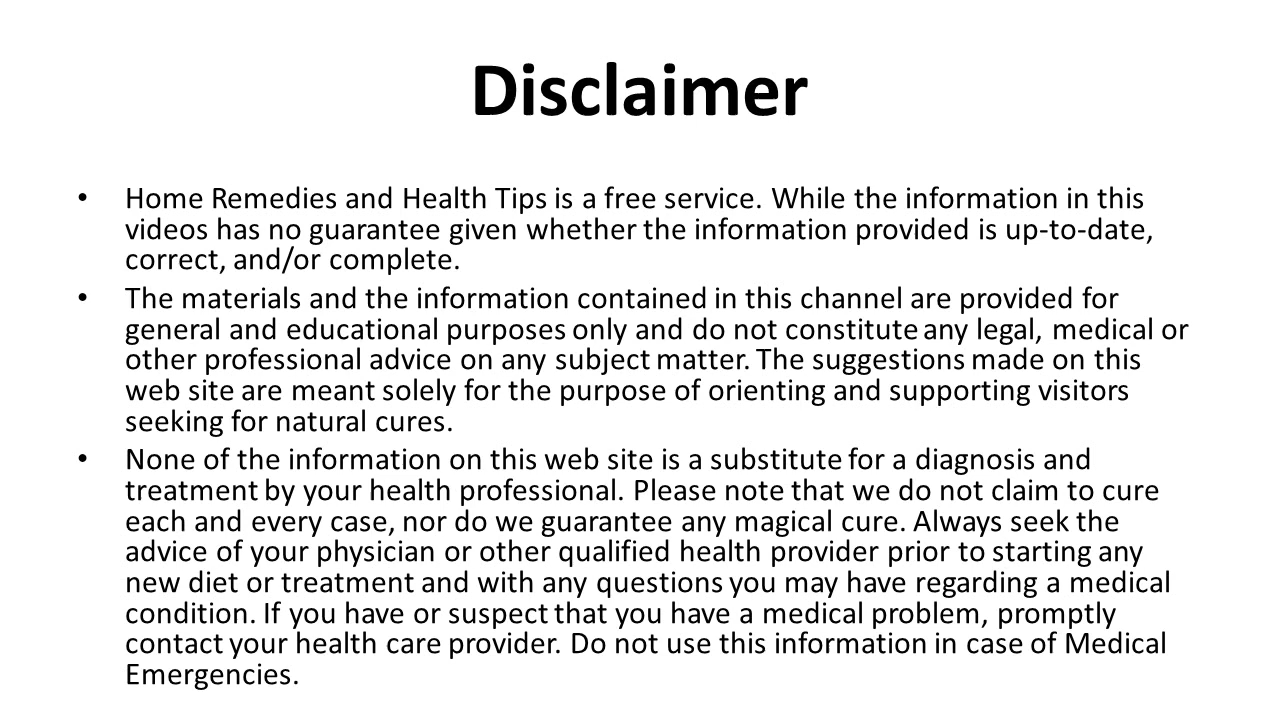 Disclaimer
• Home Remedies and Health Tips is a free service. While the information in this
videos has no guarantee given whether the information provided is up-to-date,
correct, and/or complete.
• The materials and the information contained in this channel are provided for
general and educational purposes only and do not constitute any legal, medical or
other professional advice on any subject matter. The suggestions made on this
web site are meant solely for the purpose of orienting and supporting visitors
seeking for natural cures.
• None of the information on this web site is a substitute for a diagnosis and
treatment by your health professional. Please note that we do not claim to cure
each and every case, nor do we guarantee any magical cure. Always seek the
advice of your physician or other qualified health provider prior to starting any
new diet or treatment and with any questions you may have regarding a medical
condition. If you have or suspect that you have a medical problem, promptly
contact your health care provider. Do not use this information in case of Medical
Emergencies.